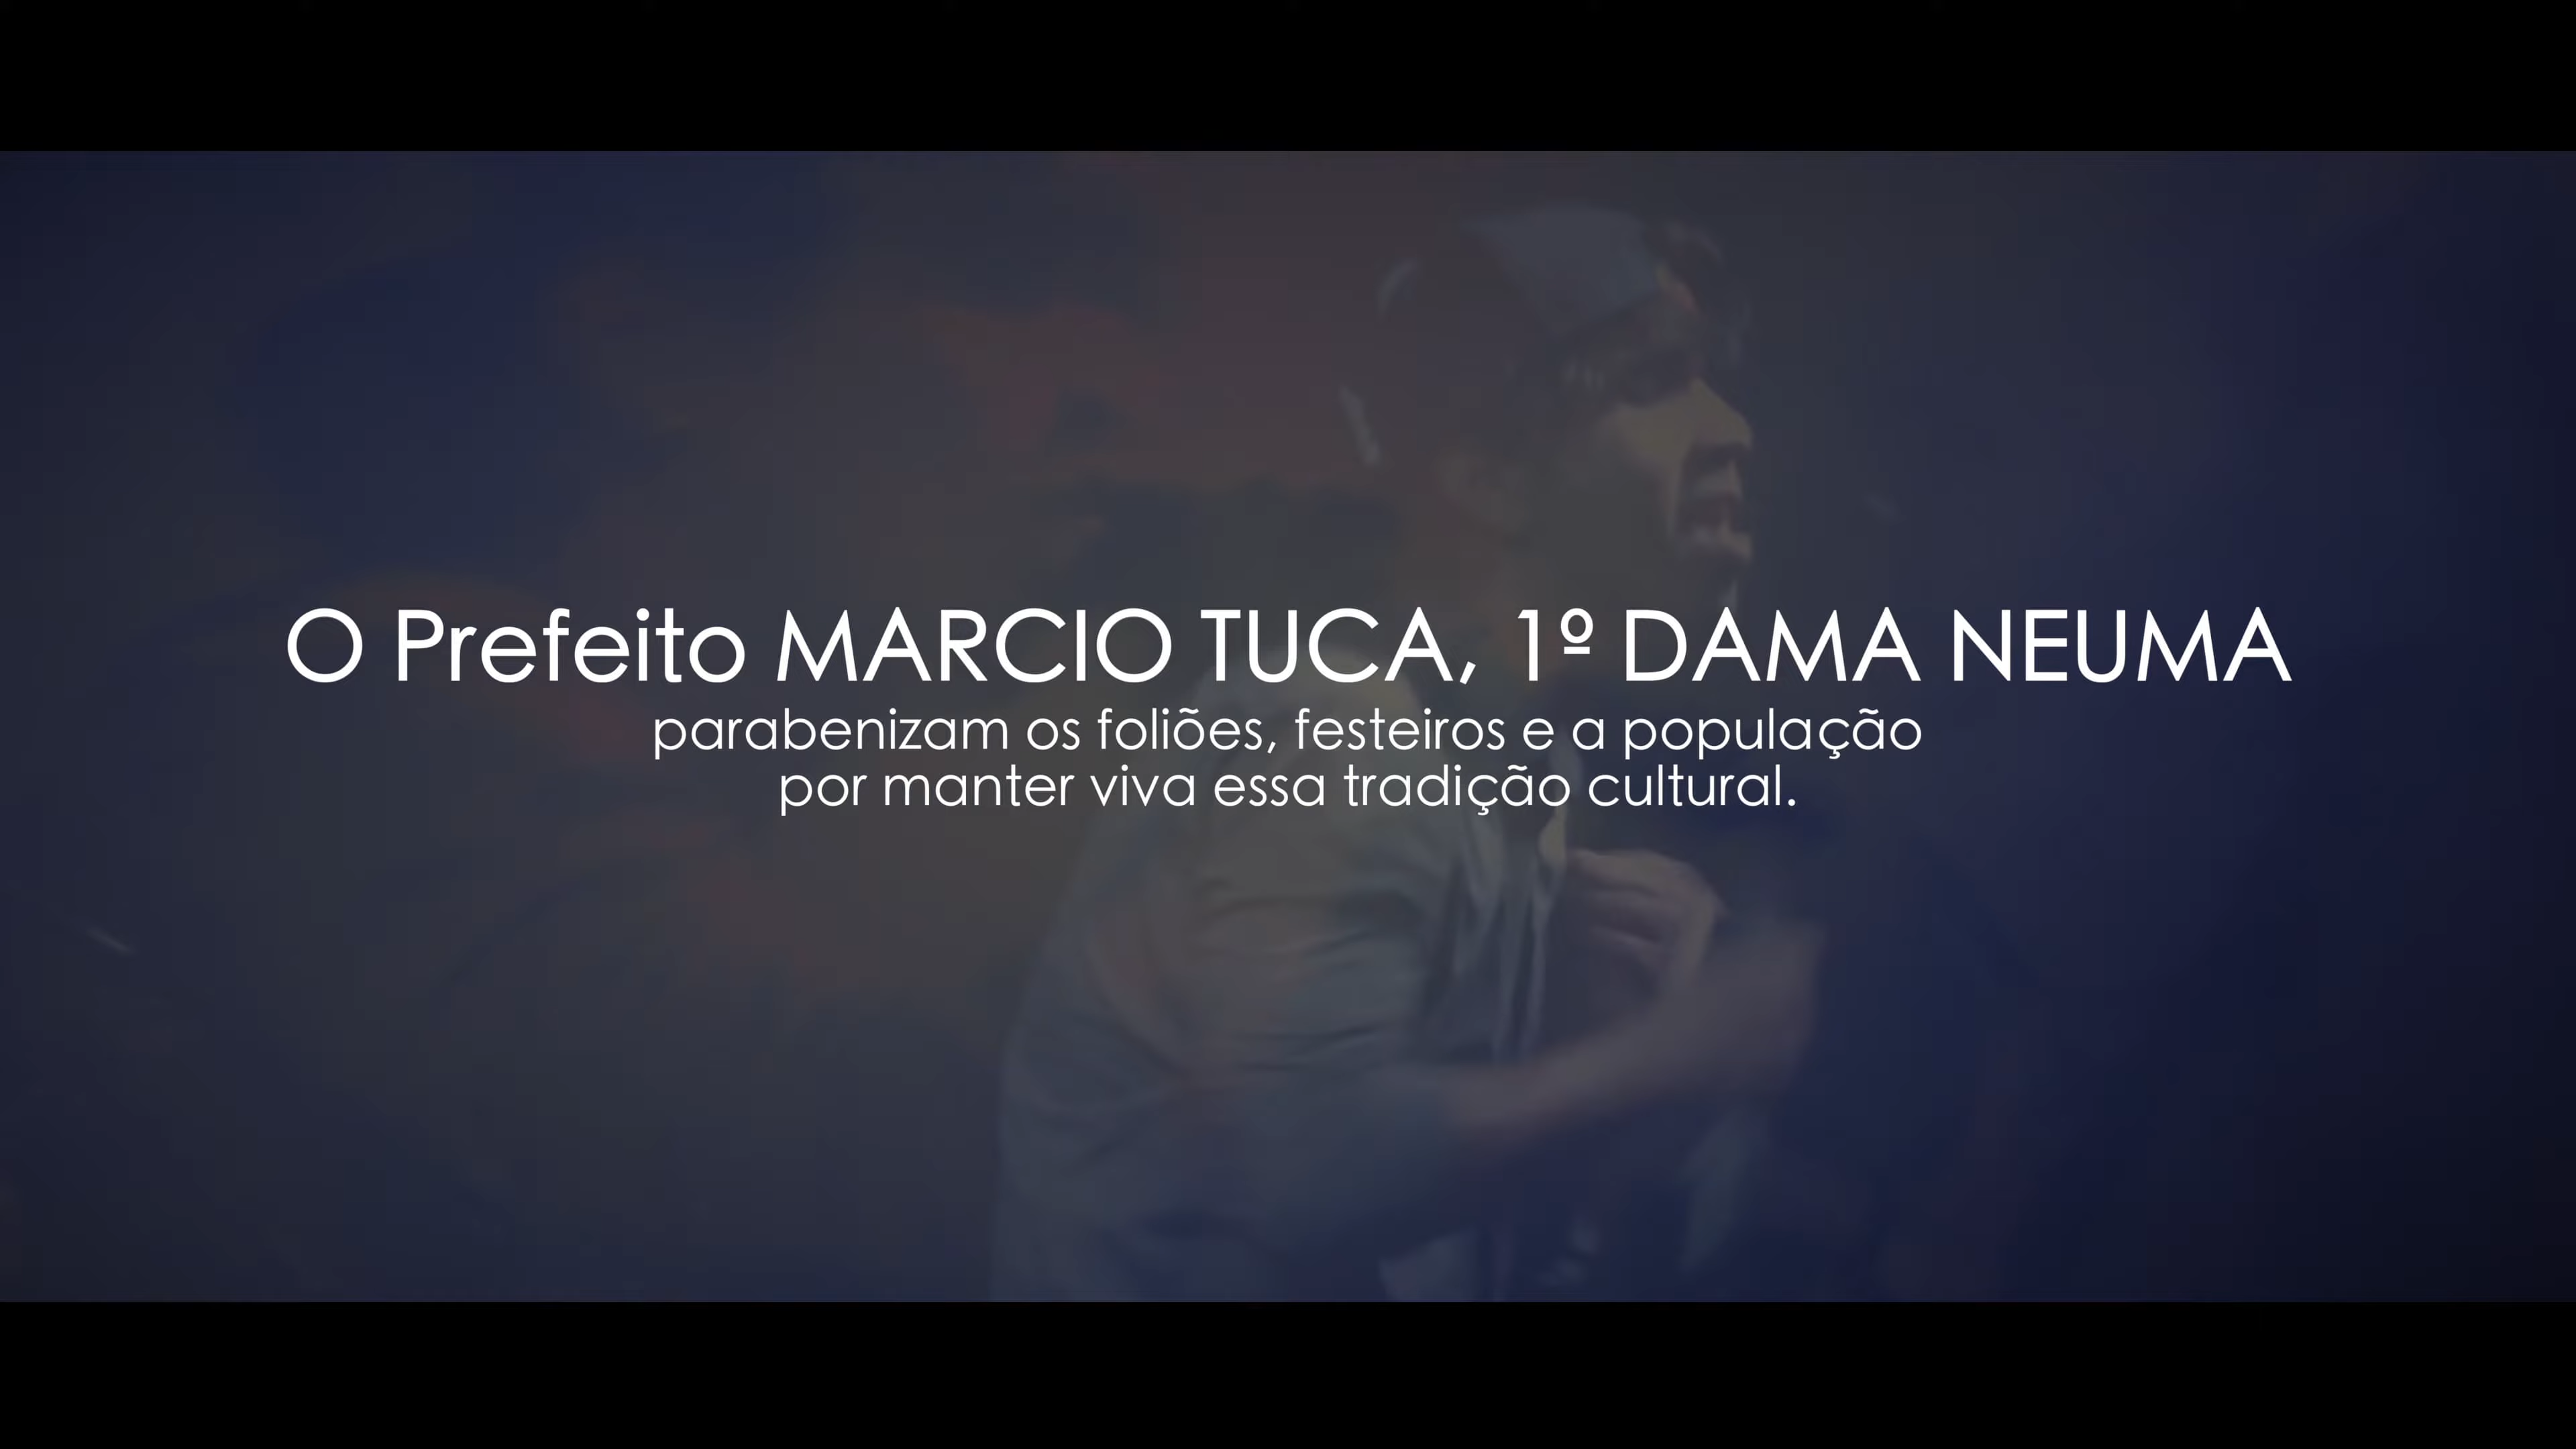 O Prefeito MARCIO TUCA, 1º DAMA NEUMA
parabenizam os foliões, festeiros e a população
por manter viva essa tradição cultural.